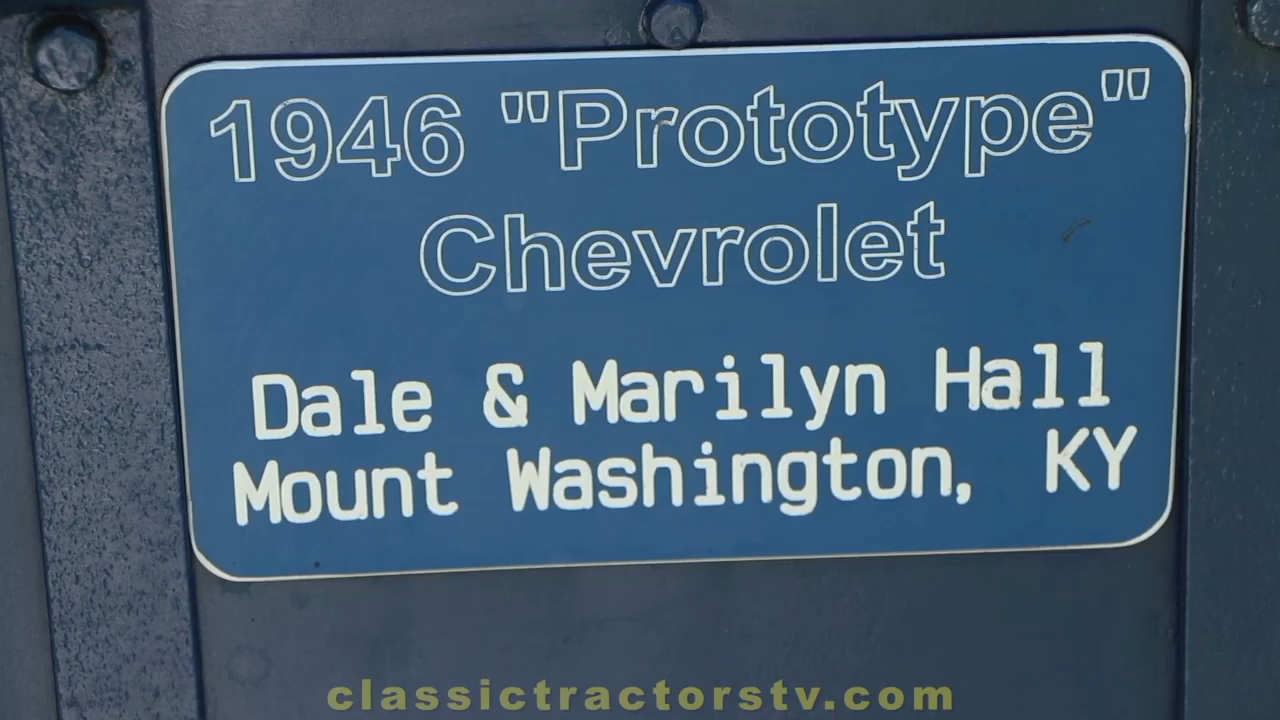 1946 "Prototype"
Chevrolet
Dale & Marilyn Hall
Mount Washington, KY
classictractorstv.com